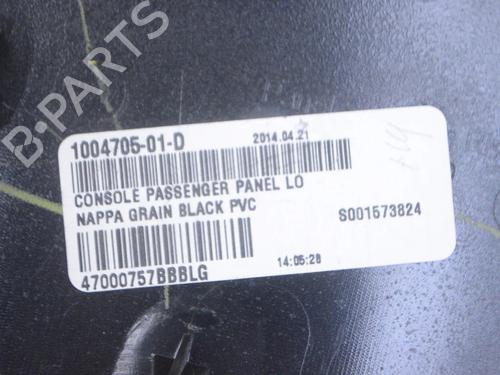 B-PARTS
1004705-01-D
2014.04.21
CONSOLE PASSENGER PANEL LO
NAPPA GRAIN BLACK PVC
S001573824
47000757BBBLG
14:05:28